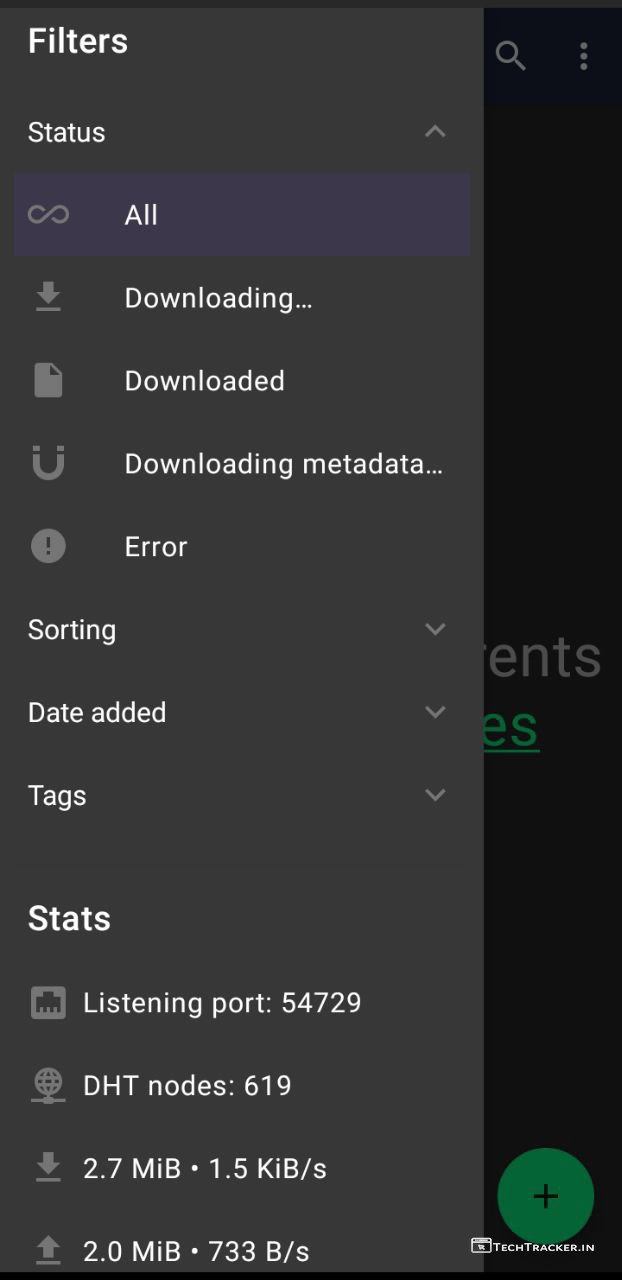 Filters
Status
All
Downloading...
Downloaded
Downloading metadata...
Error
Sorting
Date added
Tags
rents
es
Stats
Listening port: 54729
DHT nodes: 619
2.7 MiB • 1.5 KiB/s
2.0 MiB • 733 B/s
TECHTRACKER.IN